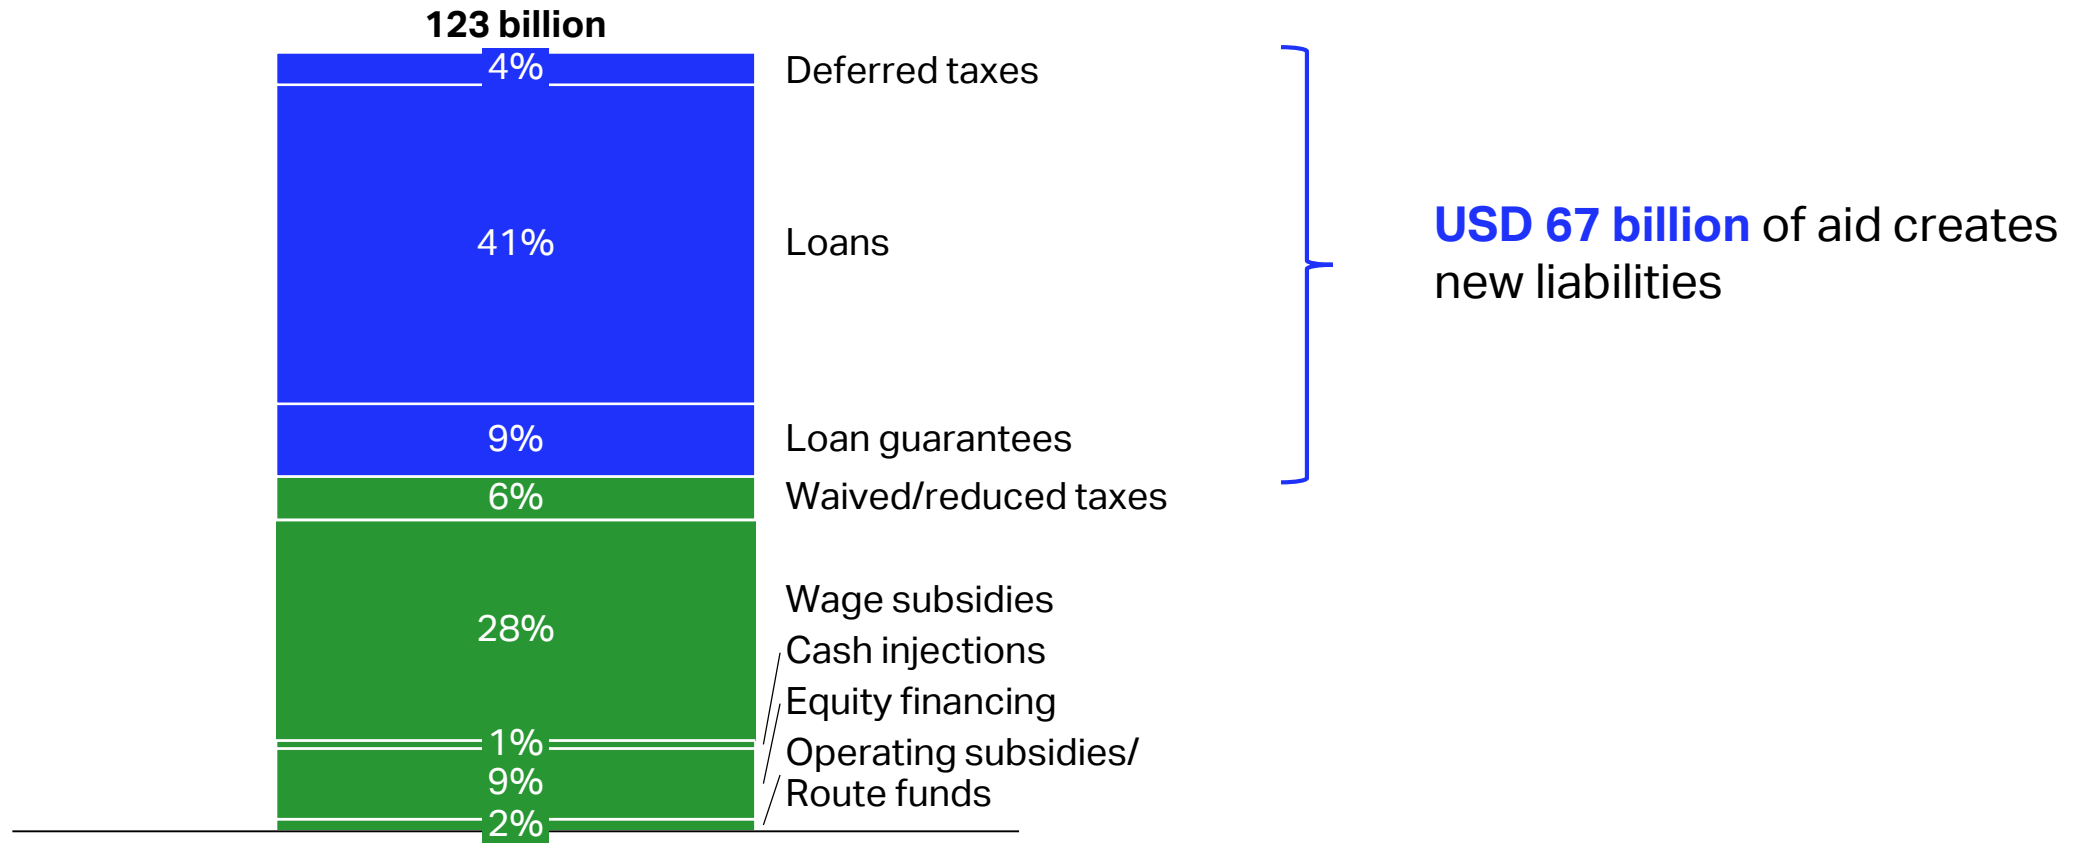 123 billion
4%
Deferred taxes
41%
Loans
9%
Loan guarantees
6%
Waived/reduced taxes
28%
Wage subsidies
1%
Cash injections
9%
Equity financing
2%
Operating subsidies/
Route funds
USD 67 billion of aid creates
new liabilities